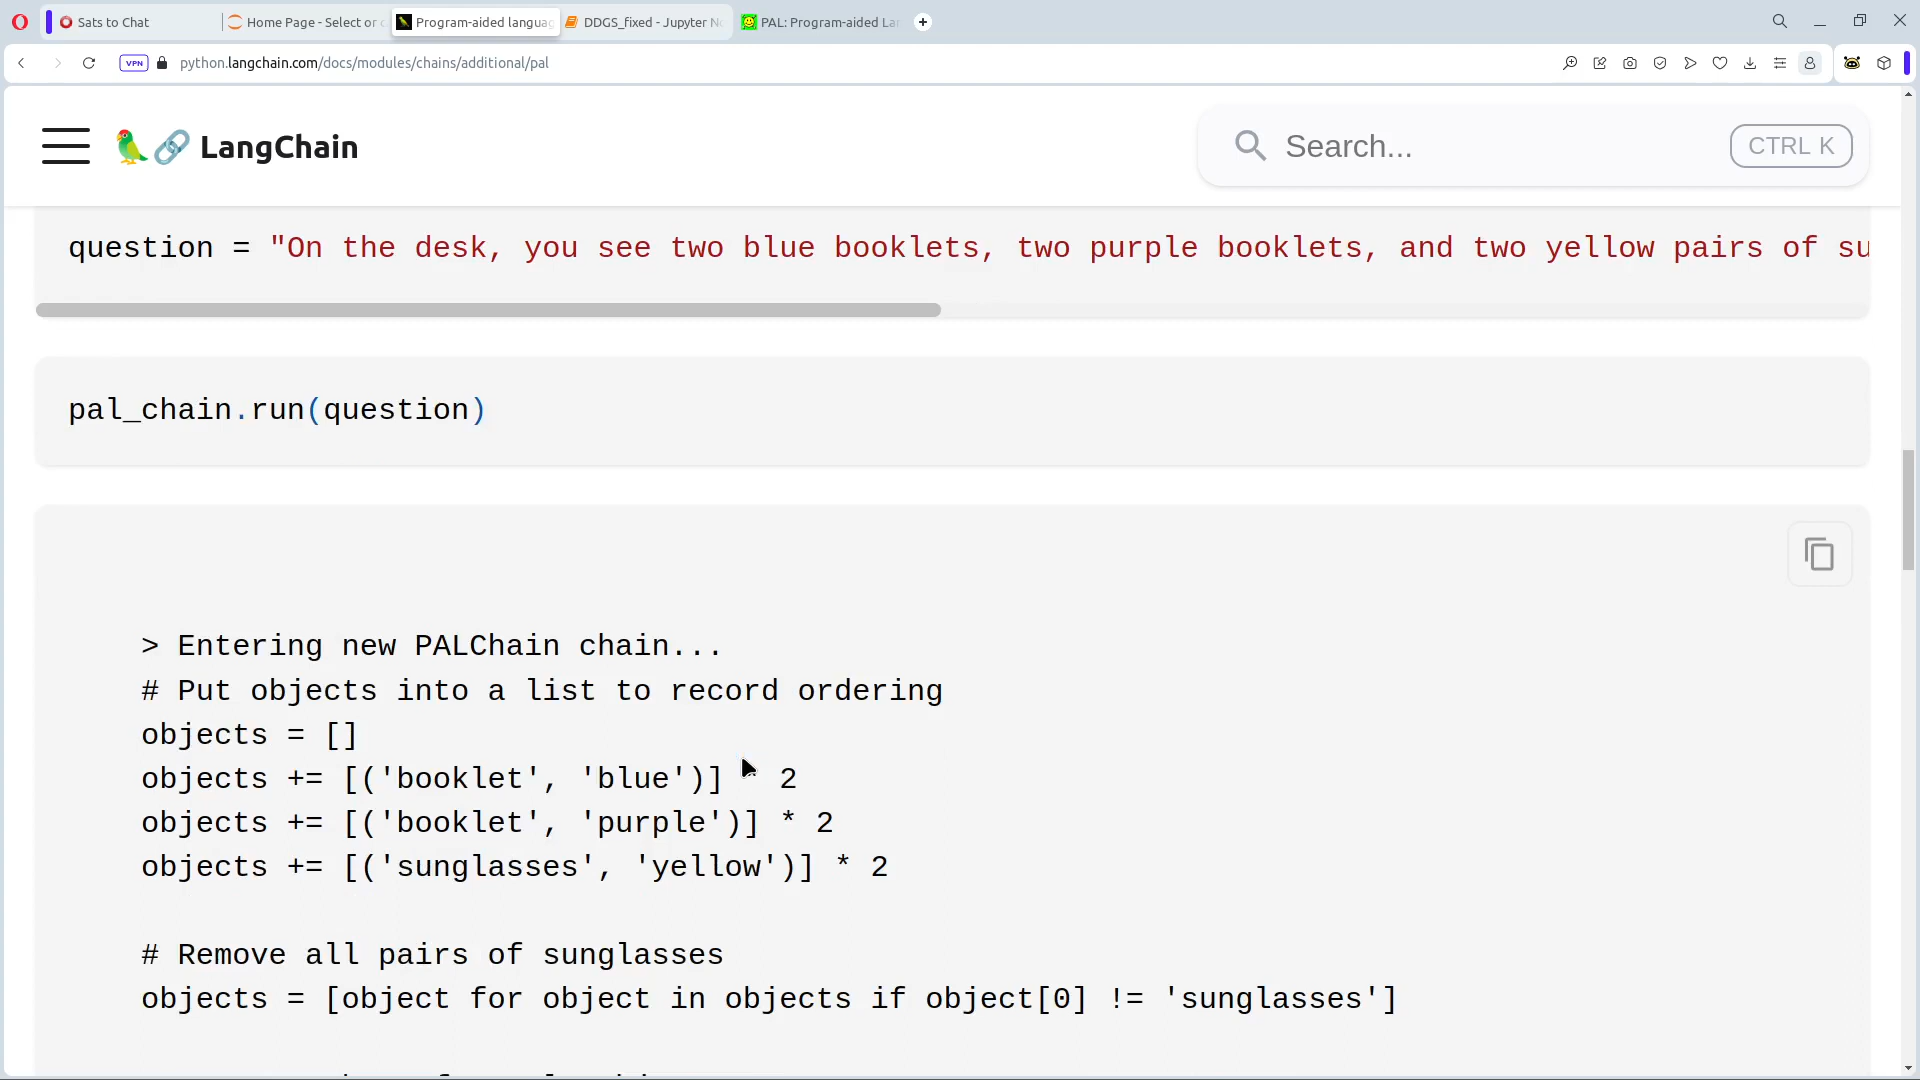 Sats to Chat
Home Page - Select or c
Program-aided languag
DDGS_fixed - Jupyter No
PAL: Program-aided Lan
VPN
python.langchain.com/docs/modules/chains/additional/pal
LangChain
Search...
CTRL K
question = "On the desk, you see two blue booklets, two purple booklets, and two yellow pairs of su
pal_chain.run(question)
> Entering new PALChain chain...
# Put objects into a list to record ordering
objects = []
objects += [('booklet', 'blue')] * 2
objects += [('booklet', 'purple')] * 2
objects += [('sunglasses', 'yellow')] * 2
# Remove all pairs of sunglasses
objects = [object for object in objects if object[0] != 'sunglasses']